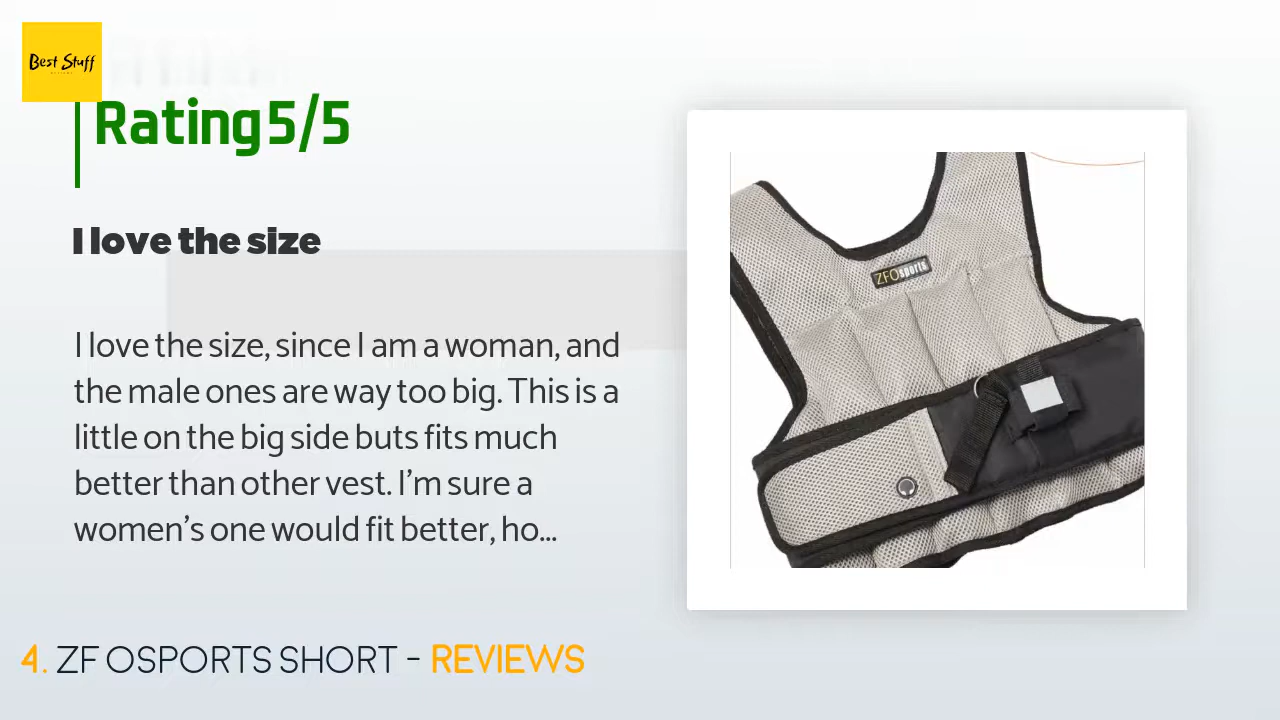 Best Stuff
Rating 5/5
I love the size
I love the size, since I am a woman, and
the male ones are way too big. This is a
little on the big side buts fits much
better than other vest. I'm sure a
women's one would fit better, ho...
ZFOsports
4. ZF OSPORTS SHORT - REVIEWS